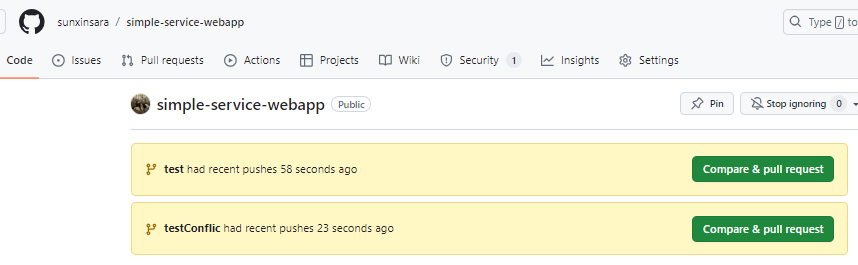 sunxinsara / simple-service-webapp
Type / to
Code Issues Pull requests Actions Projects Wiki Security 1 Insights Settings
simple-service-webapp Public Pin Stop ignoring 0
test had recent pushes 58 seconds ago Compare & pull request
testConflic had recent pushes 23 seconds ago Compare & pull request